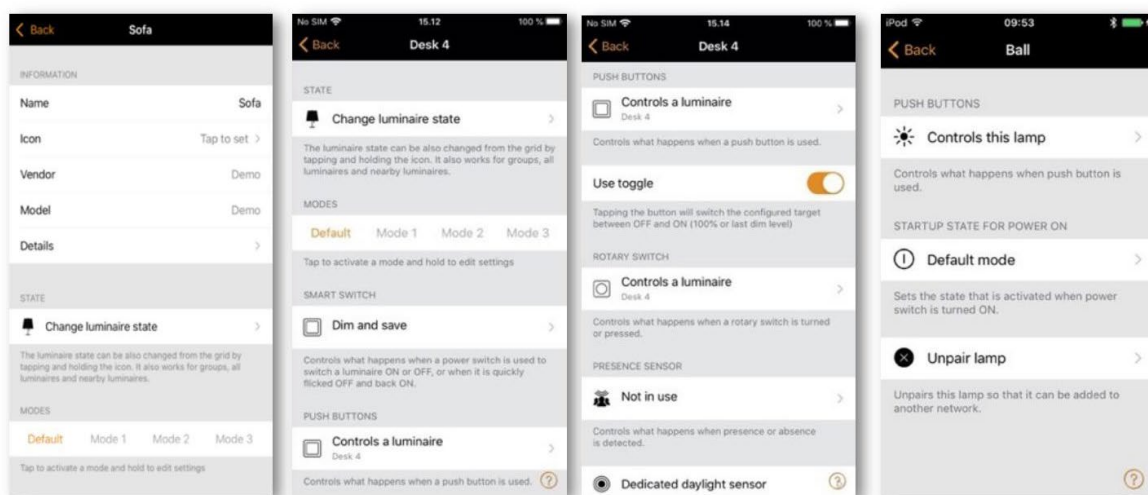 Back
Sofa
INFORMATION
Name Sofa
Icon Tap to set
Vendor Demo
Model Demo
Details
STATE
Change luminaire state
The luminaire state can be also changed from the grid by
tapping and holding the icon. It also works for groups, all
luminaires and nearby luminaires.
MODES
Default Mode 1 Mode 2 Mode 3
Tap to activate a mode and hold to edit settings
No SIM 15.12 100 %
Back Desk 4
STATE
Change luminaire state
The luminaire state can be also changed from the grid by
tapping and holding the icon. It also works for groups, all
luminaires and nearby luminaires.
MODES
Default Mode 1 Mode 2 Mode 3
Tap to activate a mode and hold to edit settings
SMART SWITCH
Dim and save
Controls what happens when a power switch is used to
switch a luminaire ON or OFF, or when it is quickly
flicked OFF and back ON.
PUSH BUTTONS
Controls a luminaire
Desk 4
Controls what happens when a push button is used. ?
No SIM 15.14 100 %
Back Desk 4
PUSH BUTTONS
Controls a luminaire
Desk 4
Controls what happens when a push button is used.
Use toggle
Tapping the button will switch the configured target
between OFF and ON (100% or last dim level)
ROTARY SWITCH
Controls a luminaire
Desk 4
Controls what happens when a rotary switch is turned
or pressed.
PRESENCE SENSOR
Not in use
Controls what happens when presence or absence
is detected.
Dedicated daylight sensor ?
iPod 09:53
Back Ball
PUSH BUTTONS
Controls this lamp
Controls what happens when push button is
used.
STARTUP STATE FOR POWER ON
Default mode
Sets the state that is activated when power
switch is turned ON.
Unpair lamp
Unpairs this lamp so that it can be added to
another network.
?